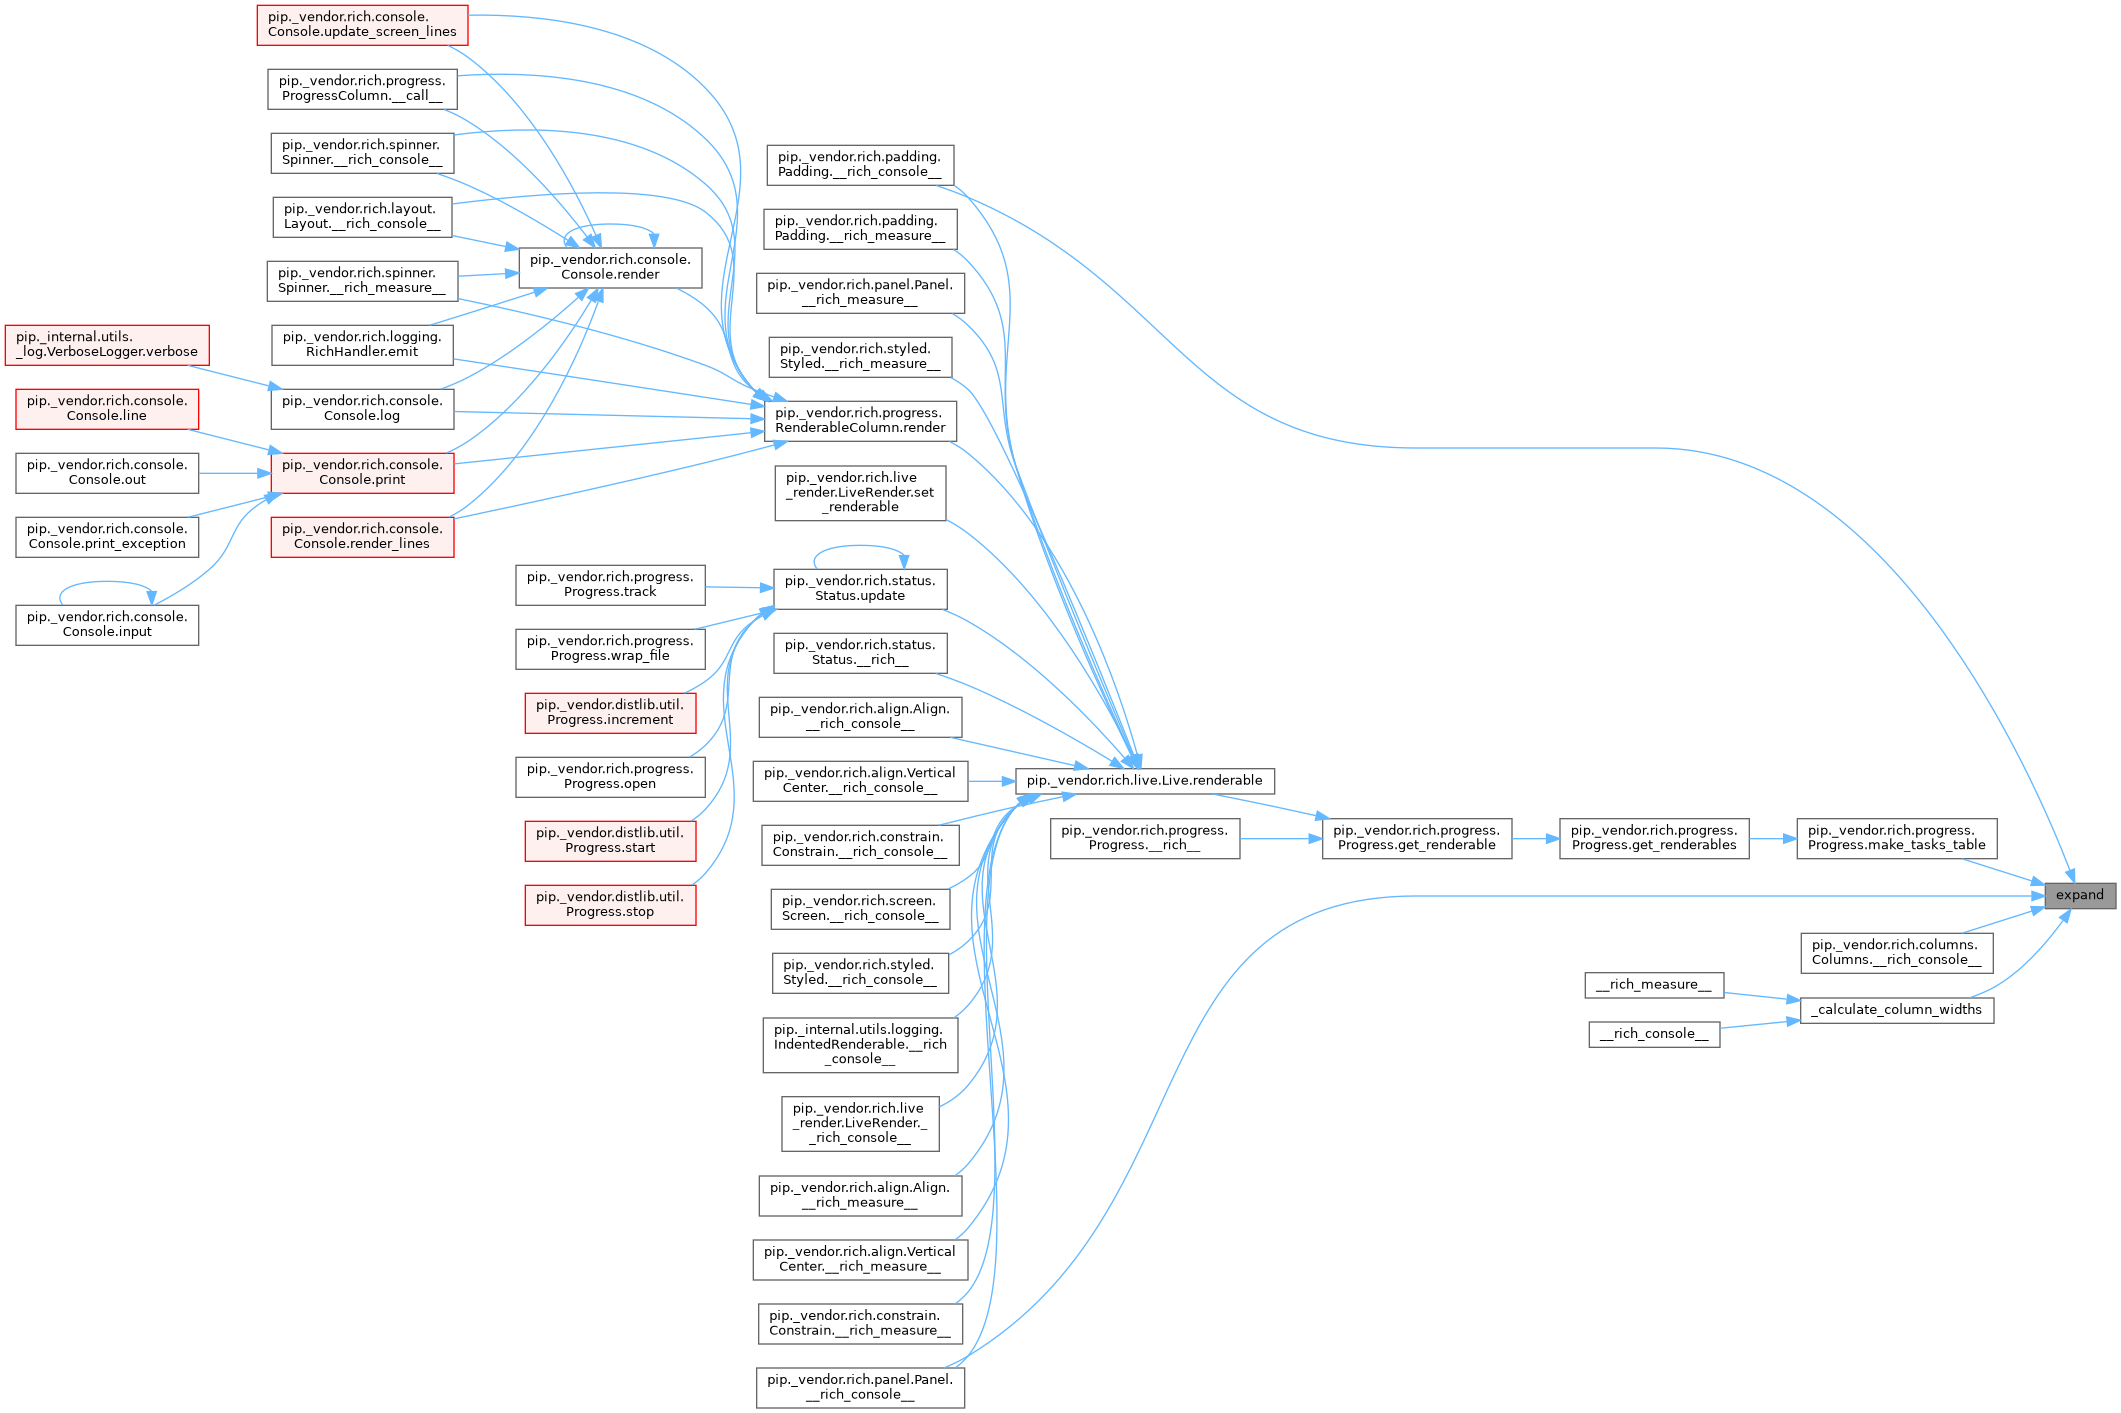 pip._vendor.rich.console.
Console.update_screen_lines
pip._vendor.rich.progress.
ProgressColumn.__call__
pip._vendor.rich.spinner.
Spinner.__rich_console__
pip._vendor.rich.layout.
Layout.__rich_console__
pip._vendor.rich.spinner.
Spinner.__rich_measure__
pip._vendor.rich.logging.
RichHandler.emit
pip._vendor.rich.console.
Console.log
pip._vendor.rich.console.
Console.print
pip._vendor.rich.console.
Console.render_lines
pip._internal.utils.
_log.VerboseLogger.verbose
pip._vendor.rich.console.
Console.line
pip._vendor.rich.console.
Console.out
pip._vendor.rich.console.
Console.print_exception
pip._vendor.rich.console.
Console.input
pip._vendor.rich.console.
Console.render
pip._vendor.rich.progress.
Progress.track
pip._vendor.rich.progress.
Progress.wrap_file
pip._vendor.distlib.util.
Progress.increment
pip._vendor.rich.progress.
Progress.open
pip._vendor.distlib.util.
Progress.start
pip._vendor.distlib.util.
Progress.stop
pip._vendor.rich.padding.
Padding.__rich_console__
pip._vendor.rich.padding.
Padding.__rich_measure__
pip._vendor.rich.panel.Panel.
__rich_measure__
pip._vendor.rich.styled.
Styled.__rich_measure__
pip._vendor.rich.progress.
RenderableColumn.render
pip._vendor.rich.live
_render.LiveRender.set
_renderable
pip._vendor.rich.status.
Status.update
pip._vendor.rich.status.
Status.__rich__
pip._vendor.rich.align.Align.
__rich_console__
pip._vendor.rich.align.Vertical
Center.__rich_console__
pip._vendor.rich.constrain.
Constrain.__rich_console__
pip._vendor.rich.screen.
Screen.__rich_console__
pip._vendor.rich.styled.
Styled.__rich_console__
pip._internal.utils.logging.
IndentedRenderable.__rich
_console__
pip._vendor.rich.live
_render.LiveRender._
_rich_console__
pip._vendor.rich.align.Align.
__rich_measure__
pip._vendor.rich.align.Vertical
Center.__rich_measure__
pip._vendor.rich.constrain.
Constrain.__rich_measure__
pip._vendor.rich.panel.Panel.
__rich_console__
pip._vendor.rich.live.Live.renderable
pip._vendor.rich.progress.
Progress.__rich__
pip._vendor.rich.progress.
Progress.get_renderable
pip._vendor.rich.progress.
Progress.get_renderables
pip._vendor.rich.progress.
Progress.make_tasks_table
expand
pip._vendor.rich.columns.
Columns.__rich_console__
__rich_measure__
_calculate_column_widths
__rich_console__